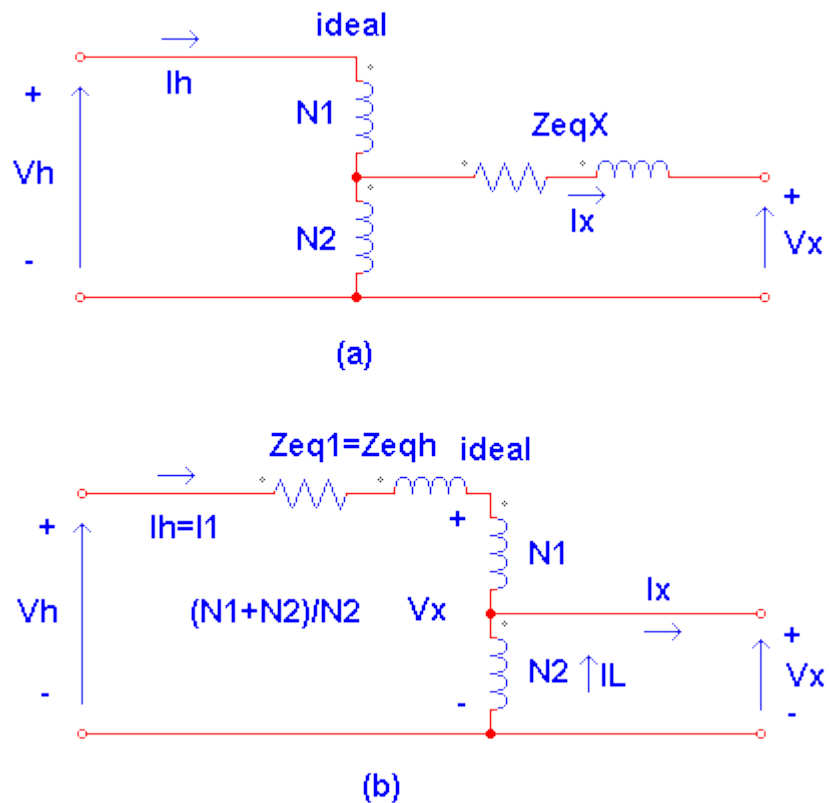 ideal
Ih
+
Vh
-
N1
N2
ZeqX
Ix
+
Vx
-
(a)
Zeq1=Zeqh ideal
Ih=I1
+
Vh
-
(N1+N2)/N2
+
Vx
-
N1
N2
IL
Ix
+
Vx
-
(b)